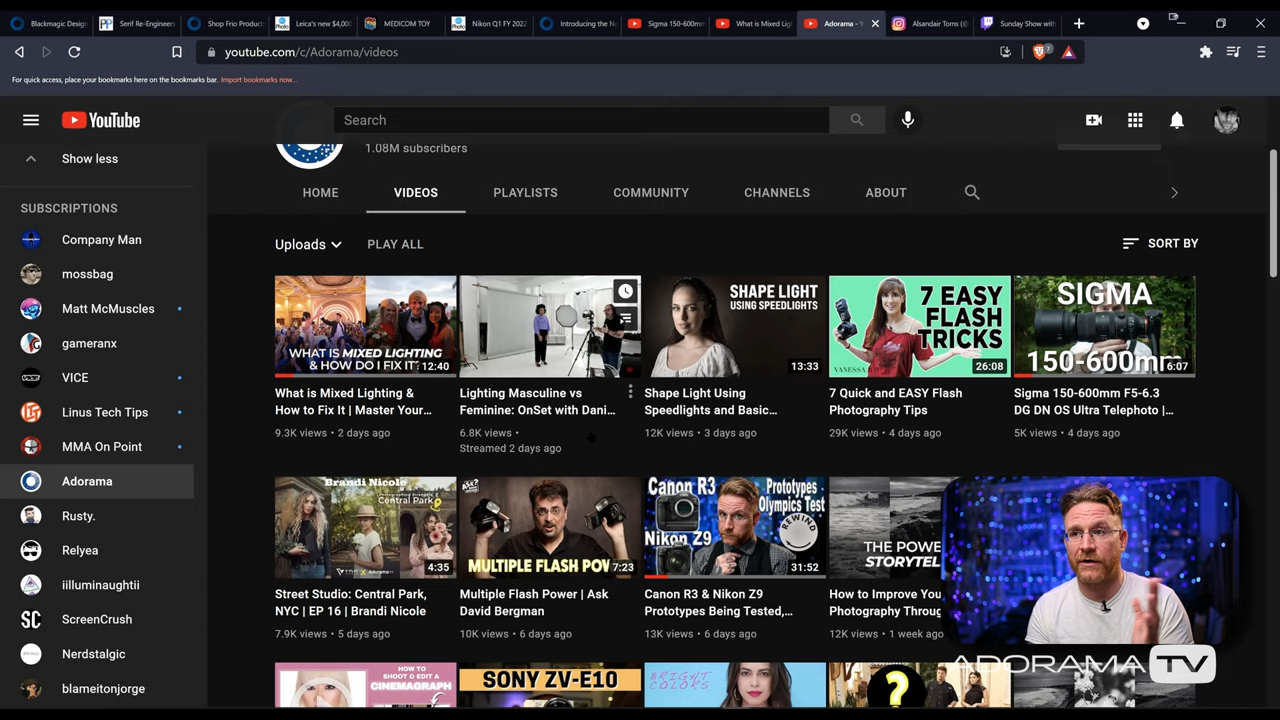 Blackmagic Design
Serif Re-Engineers
Shop Frio Produc
Leica's new $4,000
MEDICOM TOY
Nikon Q1 FY 2022
Introducing the N
Sigma 150-600mm
What is Mixed Lig
Adorama - Y
Alsandair Toms (@
Sunday Show with
youtube.com/c/Adorama/videos
7
For quick access, place your bookmarks here on the bookmarks bar. Import bookmarks now...
YouTube
Search
Show less
1.08M subscribers
HOME
VIDEOS
PLAYLISTS
COMMUNITY
CHANNELS
ABOUT
SUBSCRIPTIONS
Company Man
mossbag
Matt McMuscles
gameranx
VICE
Linus Tech Tips
MMA On Point
Adorama
Rusty.
Relyea
iilluminaughtii
ScreenCrush
Nerdstalgic
blameitonjorge
Uploads
PLAY ALL
SORT BY
WHAT IS MIXED LIGHTING
& HOW DO I FIX IT?
12:40
What is Mixed Lighting &
How to Fix It | Master Your...
9.3K views • 2 days ago
Lighting Masculine vs
Feminine: OnSet with Dani...
6.8K views •
Streamed 2 days ago
SHAPE LIGHT
USING SPEEDLIGHTS
13:33
Shape Light Using
Speedlights and Basic...
12K views • 3 days ago
7 EASY
FLASH
TRICKS
26:08
7 Quick and EASY Flash
Photography Tips
29K views • 4 days ago
SIGMA
150-600mm
6:07
Sigma 150-600mm F5-6.3
DG DN OS Ultra Telephoto |...
5K views • 4 days ago
Brandi Nicole
Central Park
4:35
Street Studio: Central Park,
NYC | EP 16 | Brandi Nicole
7.9K views • 5 days ago
Ask?
MULTIPLE FLASH POW
7:23
Multiple Flash Power | Ask
David Bergman
10K views • 6 days ago
Canon R3
Nikon Z9
Prototypes
Olympics Test
REWIND
31:52
Canon R3 & Nikon Z9
Prototypes Being Tested,...
13K views • 6 days ago
THE POWE
STORYTEL
How to Improve You
Photography Throug
12K views • 1 week ago
HOW TO
SHOOT & EDIT A
CINEMAGRAPH
SONY ZV-E10
BRIGHT
COLORS
?
ADORAMA TV